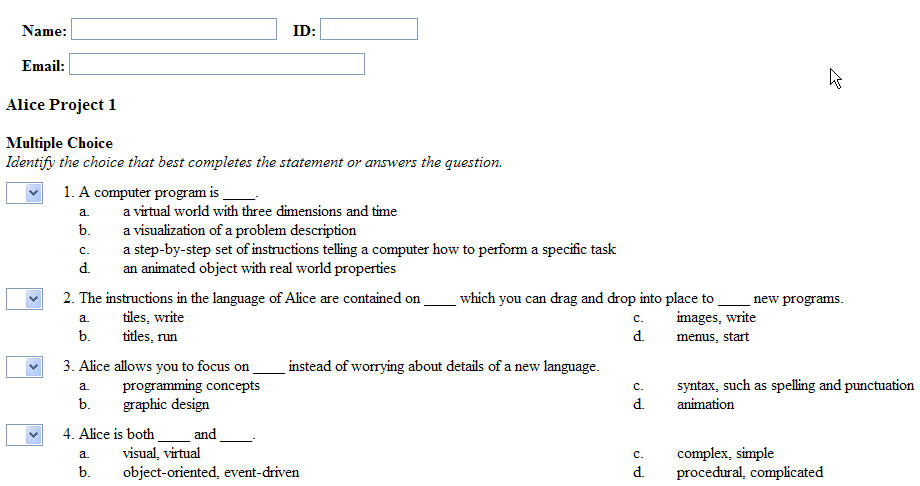 Name: ID:
Email:
Alice Project 1
Multiple Choice
Identify the choice that best completes the statement or answers the question.
1. A computer program is ____.
a. a virtual world with three dimensions and time
b. a visualization of a problem description
c. a step-by-step set of instructions telling a computer how to perform a specific task
d. an animated object with real world properties
2. The instructions in the language of Alice are contained on ____ which you can drag and drop into place to ____ new programs.
a. tiles, write c. images, write
b. titles, run d. menus, start
3. Alice allows you to focus on ____ instead of worrying about details of a new language.
a. programming concepts c. syntax, such as spelling and punctuation
b. graphic design d. animation
4. Alice is both ____ and ____.
a. visual, virtual c. complex, simple
b. object-oriented, event-driven d. procedural, complicated